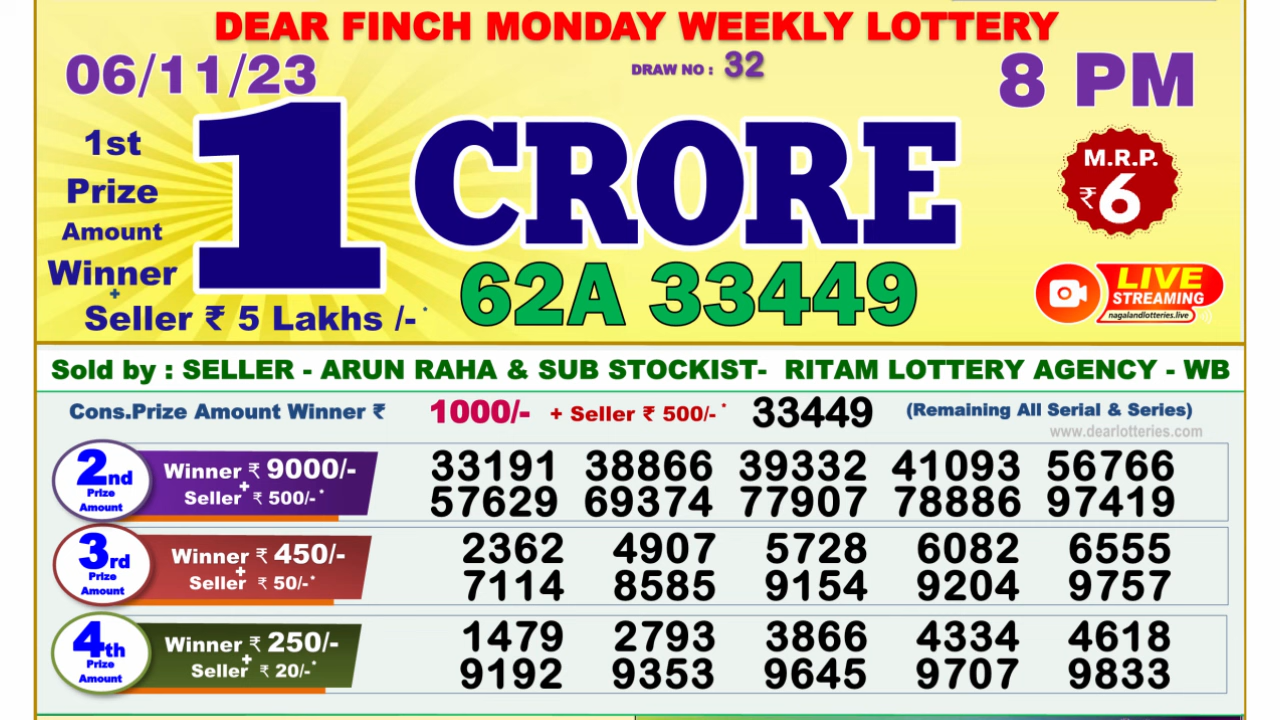 DEAR FINCH MONDAY WEEKLY LOTTERY
06/11/23
DRAW NO : 32
8 PM
1st
Prize
Amount
Winner
+
Seller ₹ 5 Lakhs /-*
1 CRORE
62A 33449
M.R.P.
₹6
LIVE
STREAMING
nagalandlotteries.live
Sold by : SELLER - ARUN RAHA & SUB STOCKIST- RITAM LOTTERY AGENCY - WB
Cons.Prize Amount Winner ₹ 1000/- + Seller ₹ 500/-* 33449 (Remaining All Serial & Series)
www.dearlotteries.com
2nd
Prize
Amount
Winner ₹ 9000/-
+
Seller ₹ 500/-*
33191 38866 39332 41093 56766
57629 69374 77907 78886 97419
3rd
Prize
Amount
Winner ₹ 450/-
+
Seller ₹ 50/-*
2362 4907 5728 6082 6555
7114 8585 9154 9204 9757
4th
Prize
Amount
Winner ₹ 250/-
+
Seller ₹ 20/-*
1479 2793 3866 4334 4618
9192 9353 9645 9707 9833